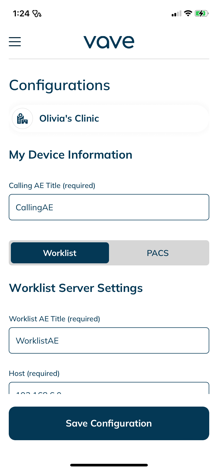 1:24
vave
Configurations
Olivia's Clinic
My Device Information
Calling AE Title (required)
CallingAE
Worklist PACS
Worklist Server Settings
Worklist AE Title (required)
WorklistAE
Host (required)
Save Configuration